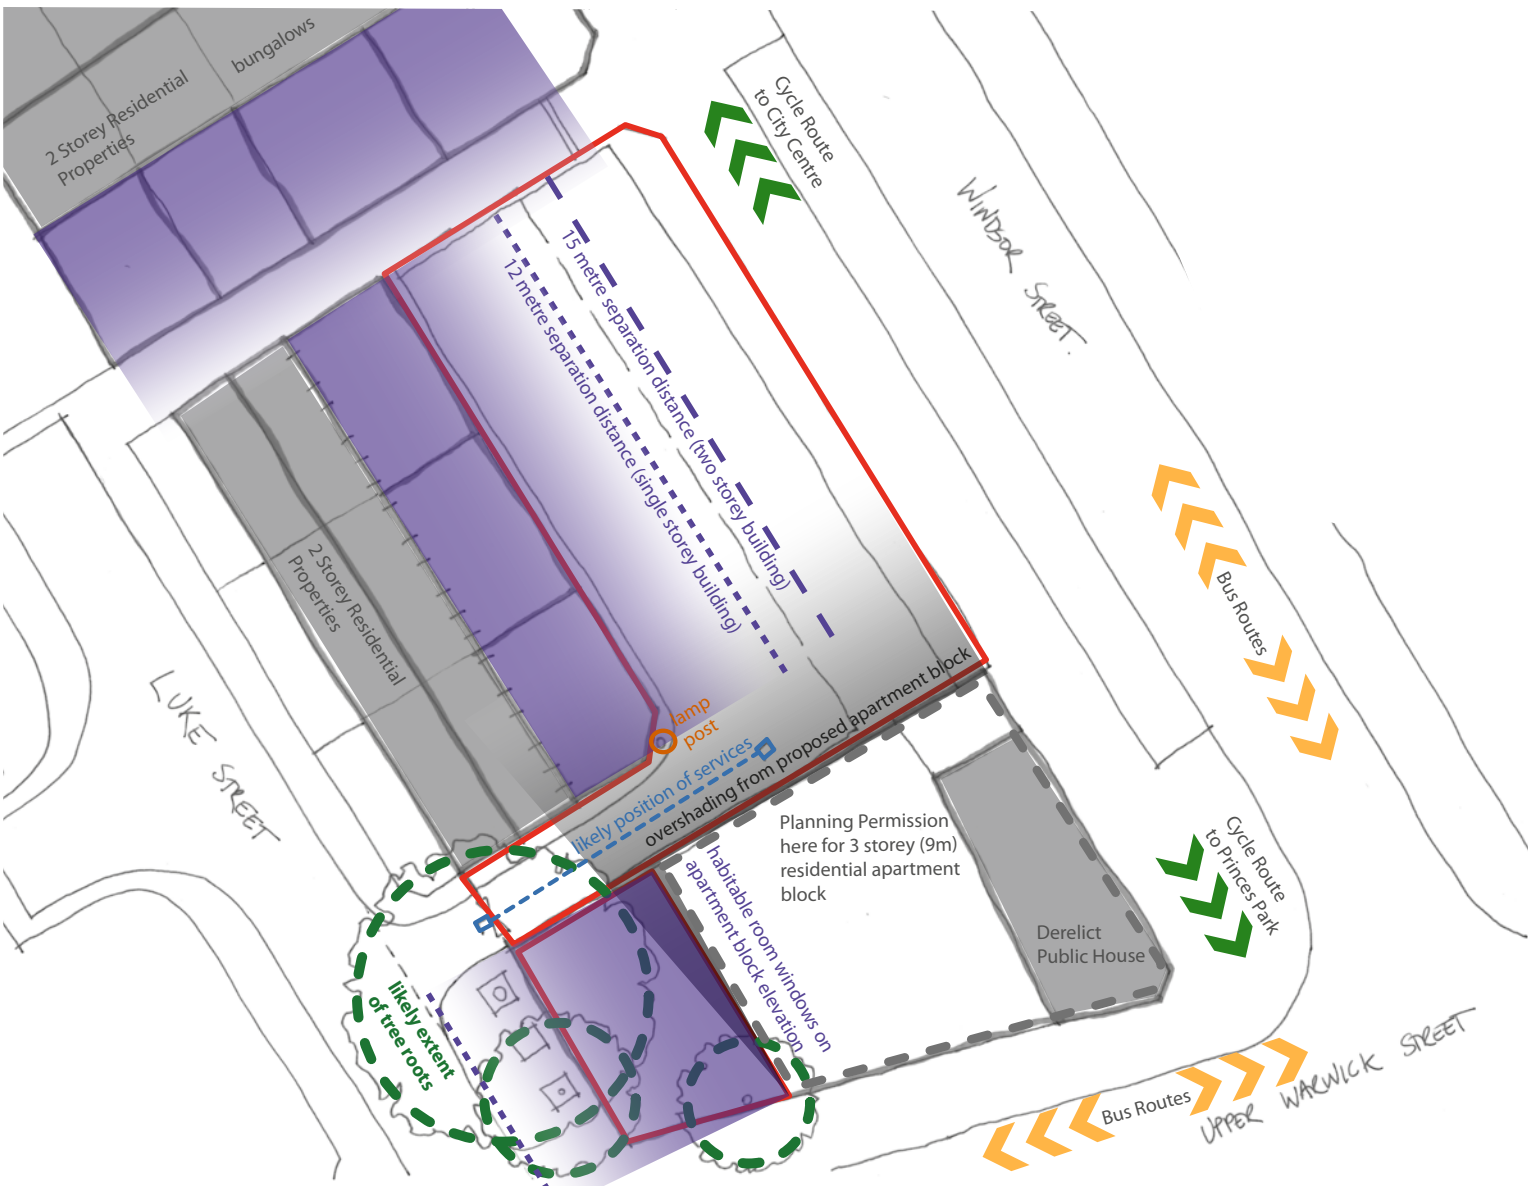 bungalows
2 Storey Residential
Properties
Cycle Route
to City Centre
WINDSOR
STREET.
15 metre separation distance (two storey building)
12 metre separation distance (single storey building)
2 Storey Residential
Properties
Bus Routes
LUKE
STREET
lamp
post
likely position of services
overshading from proposed apartment block
Planning Permission
here for 3 storey (9m)
residential apartment
block
habitable room windows on
apartment block elevation
Derelict
Public House
Cycle Route
to Princes Park
likely extent
of tree roots
Bus Routes
UPPER WARWICK STREET